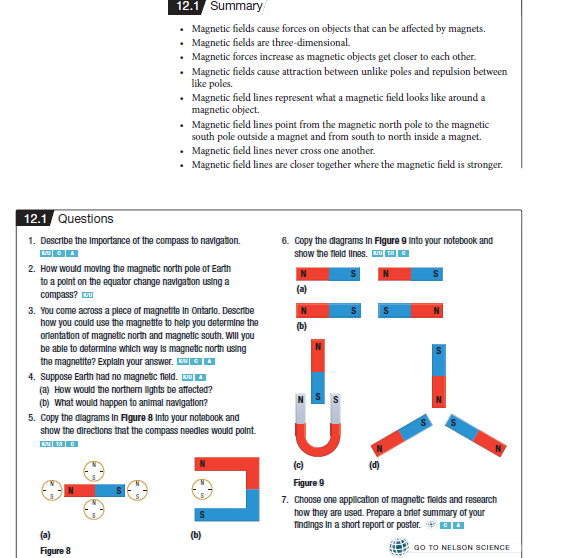 12.1 Summary
• Magnetic fields cause forces on objects that can be affected by magnets.
• Magnetic fields are three-dimensional.
• Magnetic forces increase as magnetic objects get closer to each other.
• Magnetic fields cause attraction between unlike poles and repulsion between
like poles.
• Magnetic field lines represent what a magnetic field looks like around a
magnetic object.
• Magnetic field lines point from the magnetic north pole to the magnetic
south pole outside a magnet and from south to north inside a magnet.
• Magnetic field lines never cross one another.
• Magnetic field lines are closer together where the magnetic field is stronger.
12.1 Questions
1. Describe the importance of the compass to navigation.
K/U C A
2. How would moving the magnetic north pole of Earth
to a point on the equator change navigation using a
compass? K/U
3. You come across a piece of magnetite in Ontario. Describe
how you could use the magnetite to help you determine the
orientation of magnetic north and magnetic south. Will you
be able to determine which way is magnetic north using
the magnetite? Explain your answer. K/U C A
4. Suppose Earth had no magnetic field. K/U A
(a) How would the northern lights be affected?
(b) What would happen to animal navigation?
5. Copy the diagrams in Figure 8 into your notebook and
show the directions that the compass needles would point.
K/U T/I C
N
S
N S
N S
N
S
N
S
N
S
(a)
N
N
S
S
(b)
Figure 8
6. Copy the diagrams in Figure 9 into your notebook and
show the field lines. K/U T/I C
N S N S
(a)
N S S N
(b)
N
S
N S
(c)
S
N
S S
N N
(d)
Figure 9
7. Choose one application of magnetic fields and research
how they are used. Prepare a brief summary of your
findings in a short report or poster. C A
GO TO NELSON SCIENCE